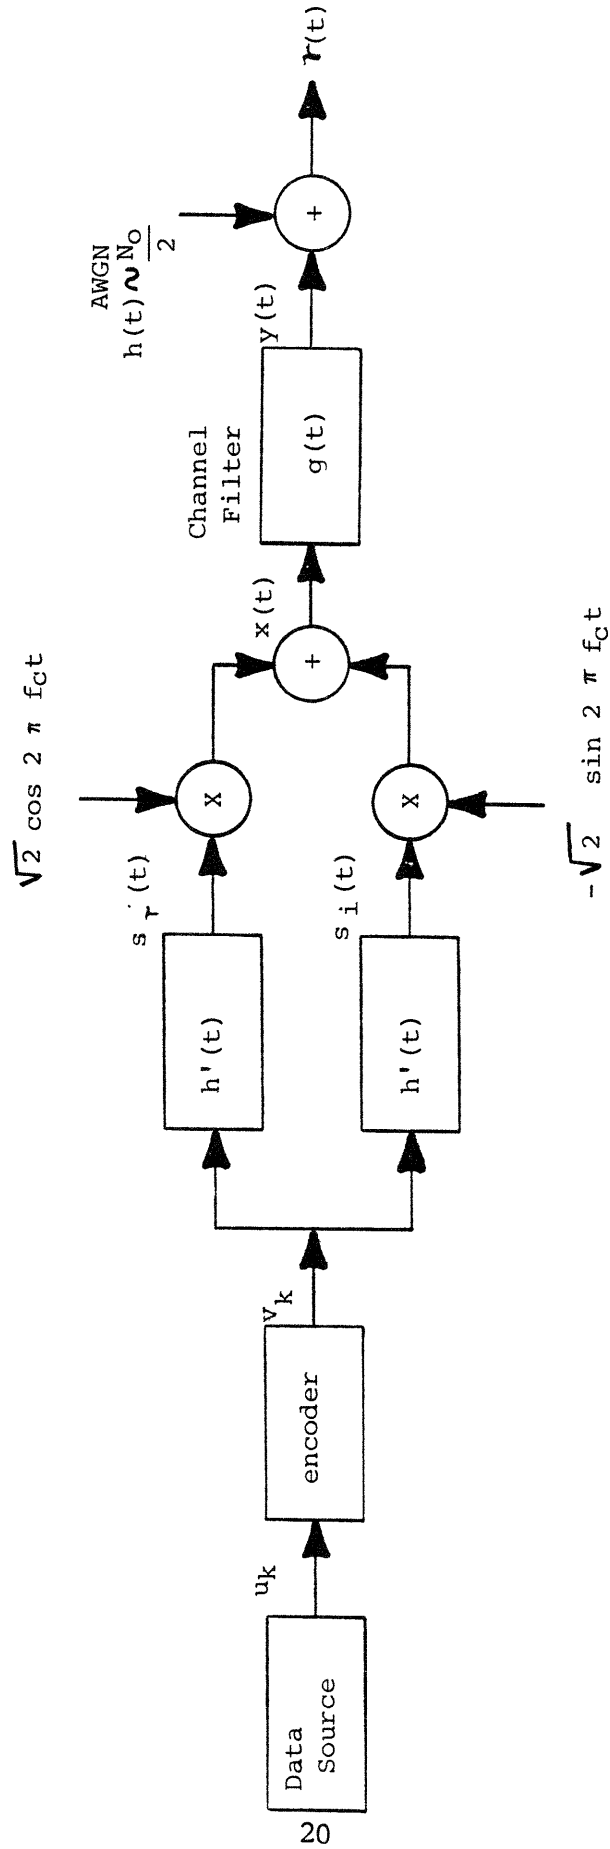 Data
Source
u_k
encoder
v_k
h'(t)
h'(t)
s_r(t)
s_i(t)
√2 cos 2 π f_c t
-√2 sin 2 π f_c t
X
X
+
x(t)
Channel
Filter
g(t)
y(t)
AWGN
h(t) ~ N_O/2
+
r(t)
20